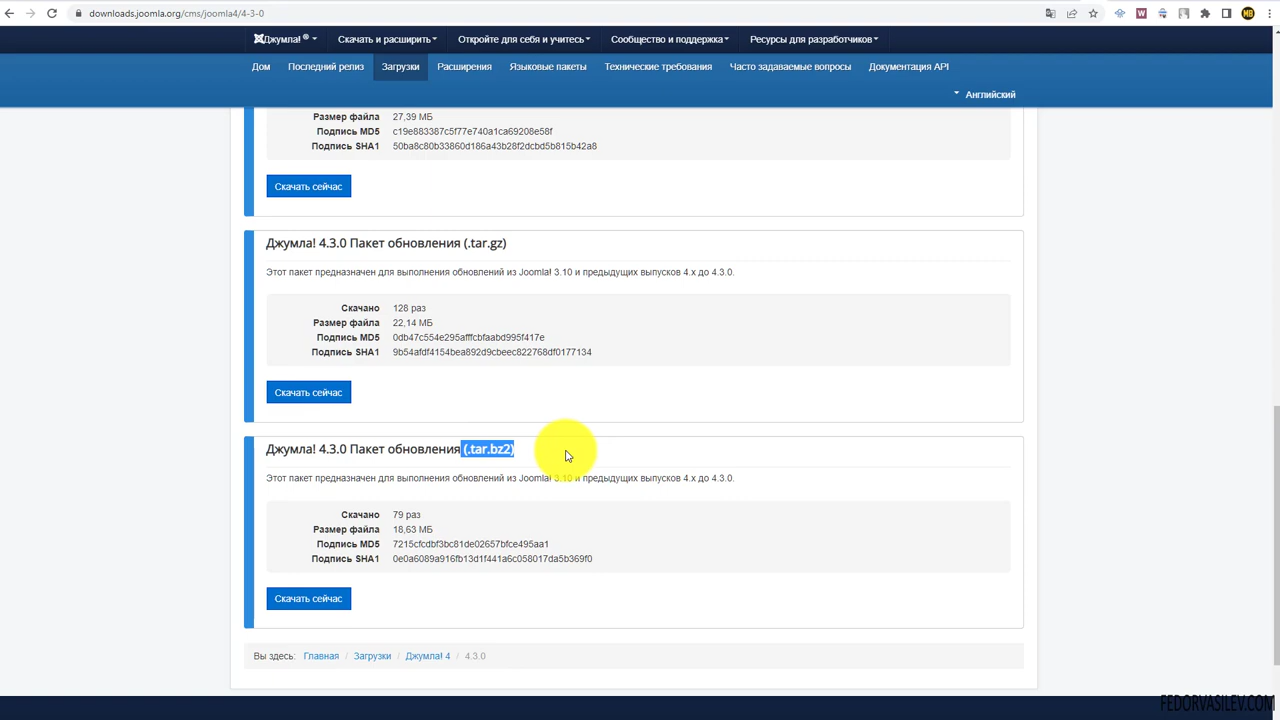 downloads.joomla.org/cms/joomla4/4-3-0
Джумла! ® Скачать и расширить Откройте для себя и учитесь Сообщество и поддержка Ресурсы для разработчиков
Дом Последний релиз Загрузки Расширения Языковые пакеты Технические требования Часто задаваемые вопросы Документация API
Английский
Размер файла 27,39 МБ
Подпись MD5 c19e883387c5f77e740a1ca69208e58f
Подпись SHA1 50ba8c80b33860d186a43b28f2dcbd5b815b42a8
Скачать сейчас
Джумла! 4.3.0 Пакет обновления (.tar.gz)
Этот пакет предназначен для выполнения обновлений из Joomla! 3.10 и предыдущих выпусков 4.x до 4.3.0.
Скачано 128 раз
Размер файла 22,14 МБ
Подпись MD5 0db47c554e295afffcbfaabd995f417e
Подпись SHA1 9b54afdf4154bea892d9cbeec822768df0177134
Скачать сейчас
Джумла! 4.3.0 Пакет обновления (.tar.bz2)
Этот пакет предназначен для выполнения обновлений из Joomla! 3.10 и предыдущих выпусков 4.x до 4.3.0.
Скачано 79 раз
Размер файла 18,63 МБ
Подпись MD5 7215cfcdbf3bc81de02657bfce495aa1
Подпись SHA1 0e0a6089a916fb13d1f441a6c058017da5b369f0
Скачать сейчас
Вы здесь: Главная / Загрузки / Джумла! 4 / 4.3.0
FEDORVASILEV.COM